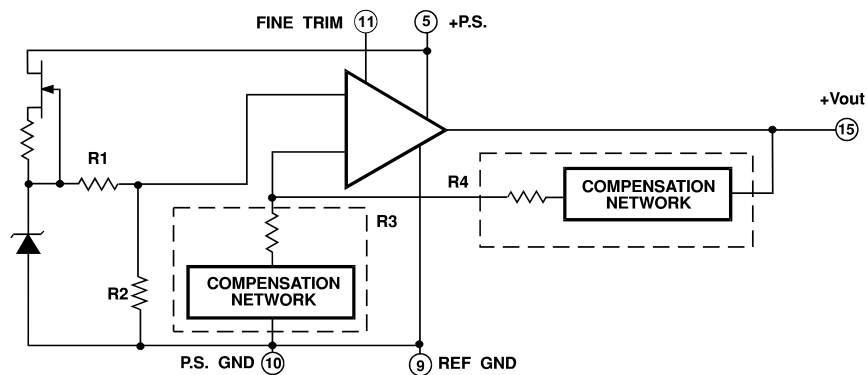 FINE TRIM 11
5 +P.S.
+Vout
15
R1
R4
COMPENSATION
NETWORK
R3
R2
COMPENSATION
NETWORK
P.S. GND 10
9 REF GND